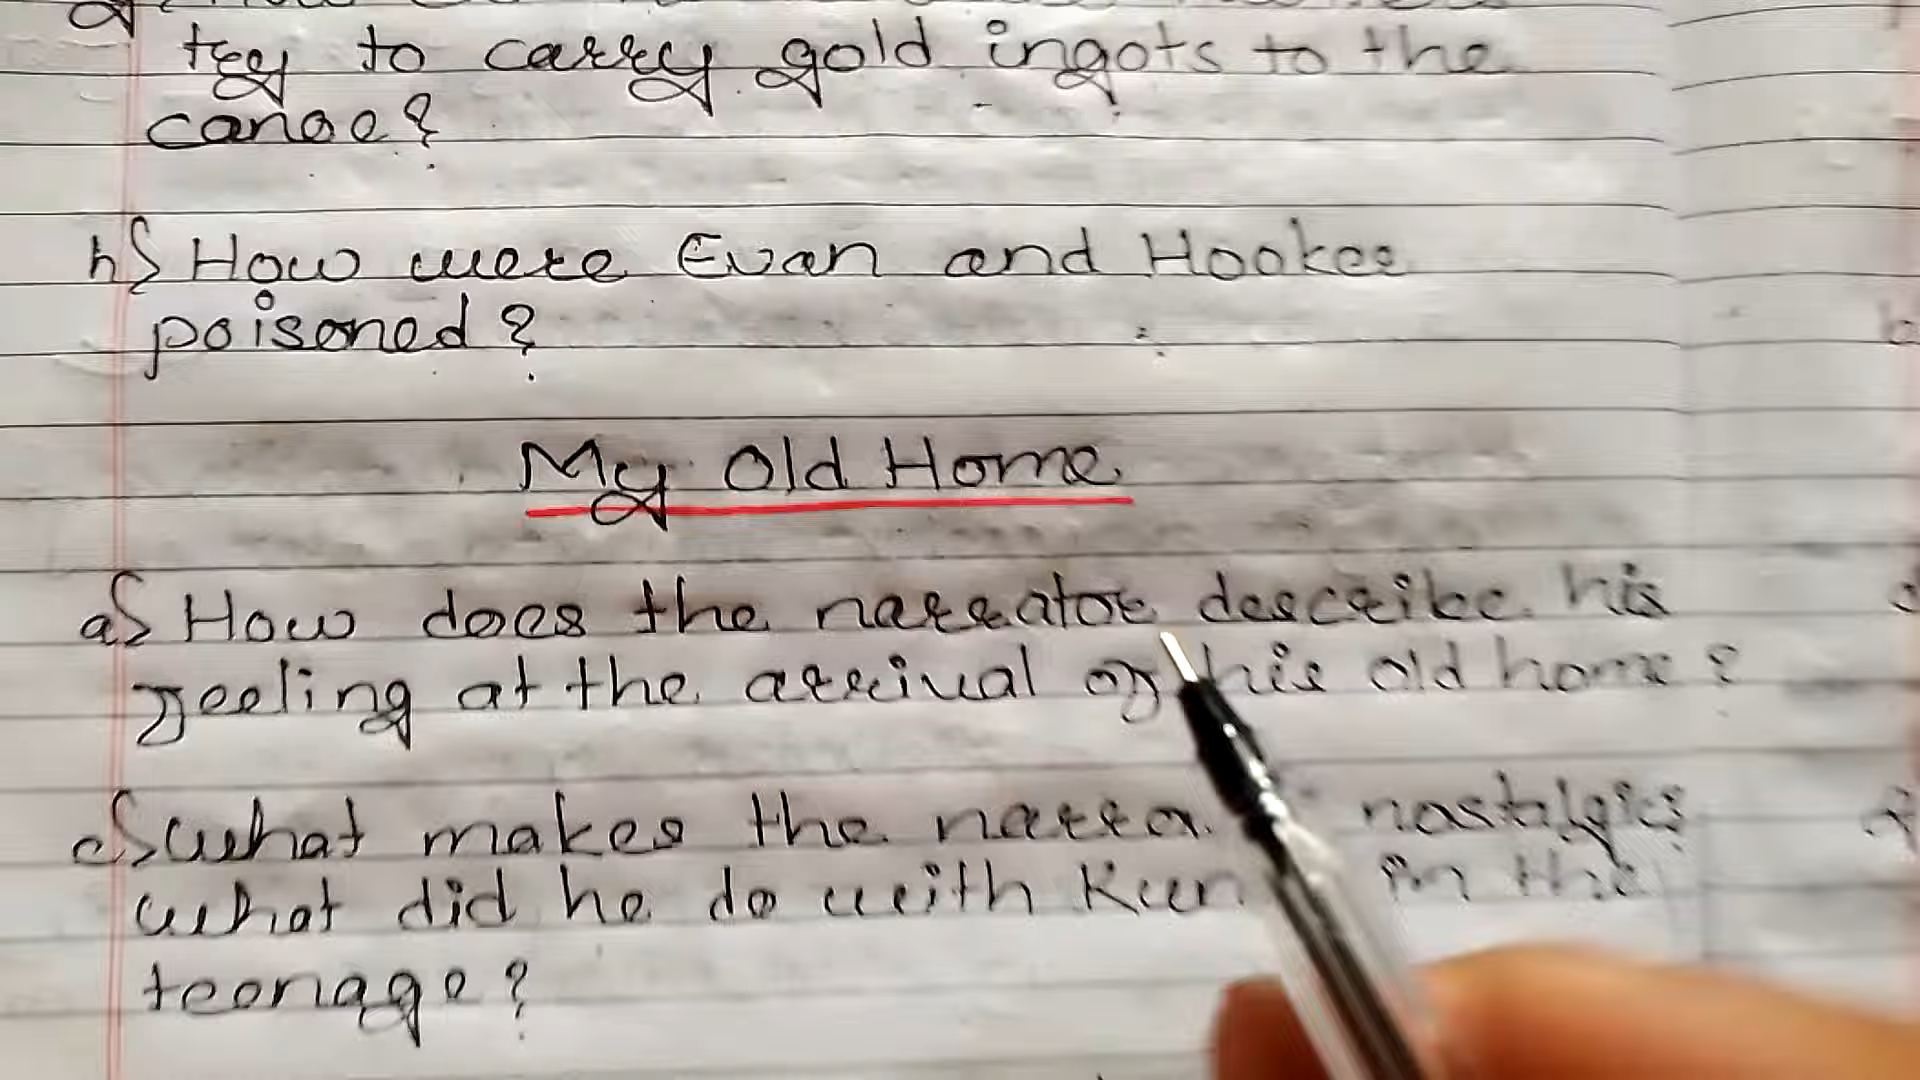 try to carry gold ingots to the
canoe?
h) How were Evan and Hooker
poisoned?
My Old Home
a) How does the narrator describe his
feeling at the arrival of his old home?
c) What makes the nostalgic
what did he do with in the
teenage?